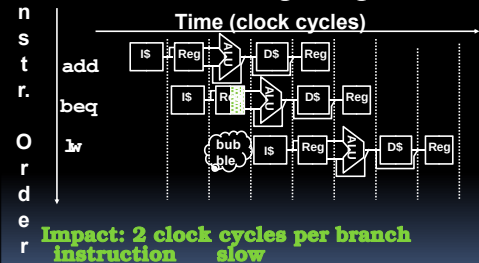 Time (clock cycles)
I n s t r. O r d e r
add
I$ Reg ALU D$ Reg
beq
I$ Reg ALU D$ Reg
lw
bub
ble
I$ Reg ALU D$ Reg
Impact: 2 clock cycles per branch
instruction slow